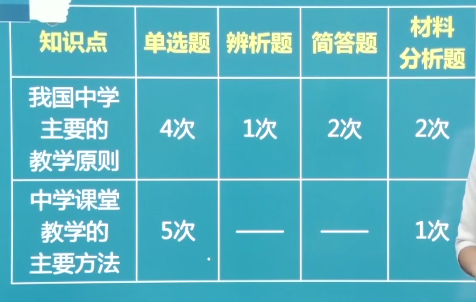 知识点 单选题 辨析题 简答题 材料
分析题
我国中学
主要的
教学原则
4次 1次 2次 2次
中学课堂
教学的
主要方法
5次 —— —— 1次